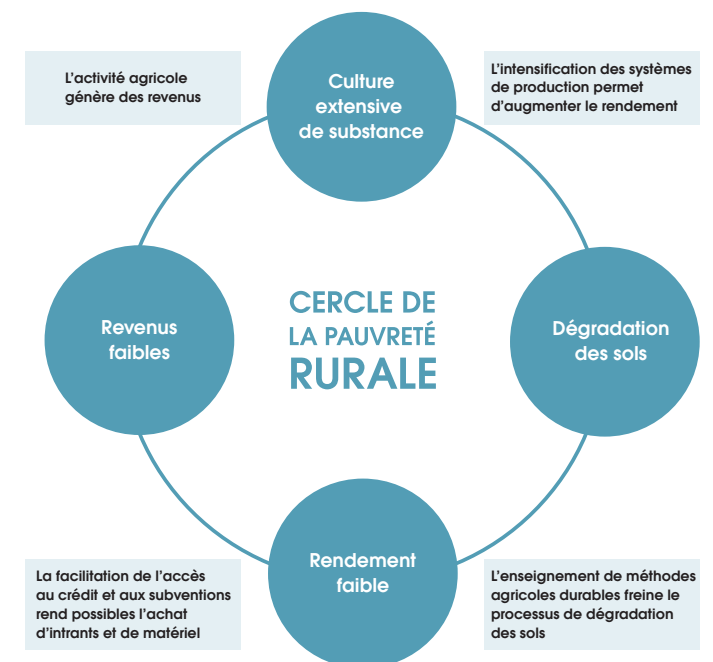 L'activité agricole
génère des revenus
Culture
extensive
de substance
L'intensification des systèmes
de production permet
d'augmenter le rendement
Revenus
faibles
CERCLE DE
LA PAUVRETÉ
RURALE
Dégradation
des sols
La facilitation de l'accès
au crédit et aux subventions
rend possibles l'achat
d'intrants et de matériel
Rendement
faible
L'enseignement de méthodes
agricoles durables freine le
processus de dégradation
des sols